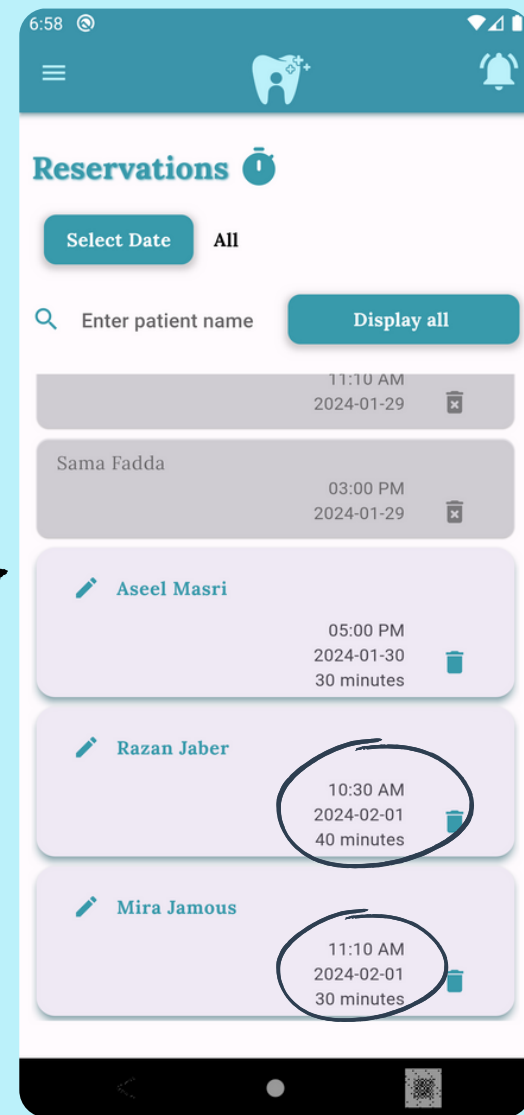 6:58
Reservations
Select Date All
Enter patient name Display all
11:10 AM
2024-01-29
Sama Fadda
03:00 PM
2024-01-29
Aseel Masri
05:00 PM
2024-01-30
30 minutes
Razan Jaber
10:30 AM
2024-02-01
40 minutes
Mira Jamous
11:10 AM
2024-02-01
30 minutes